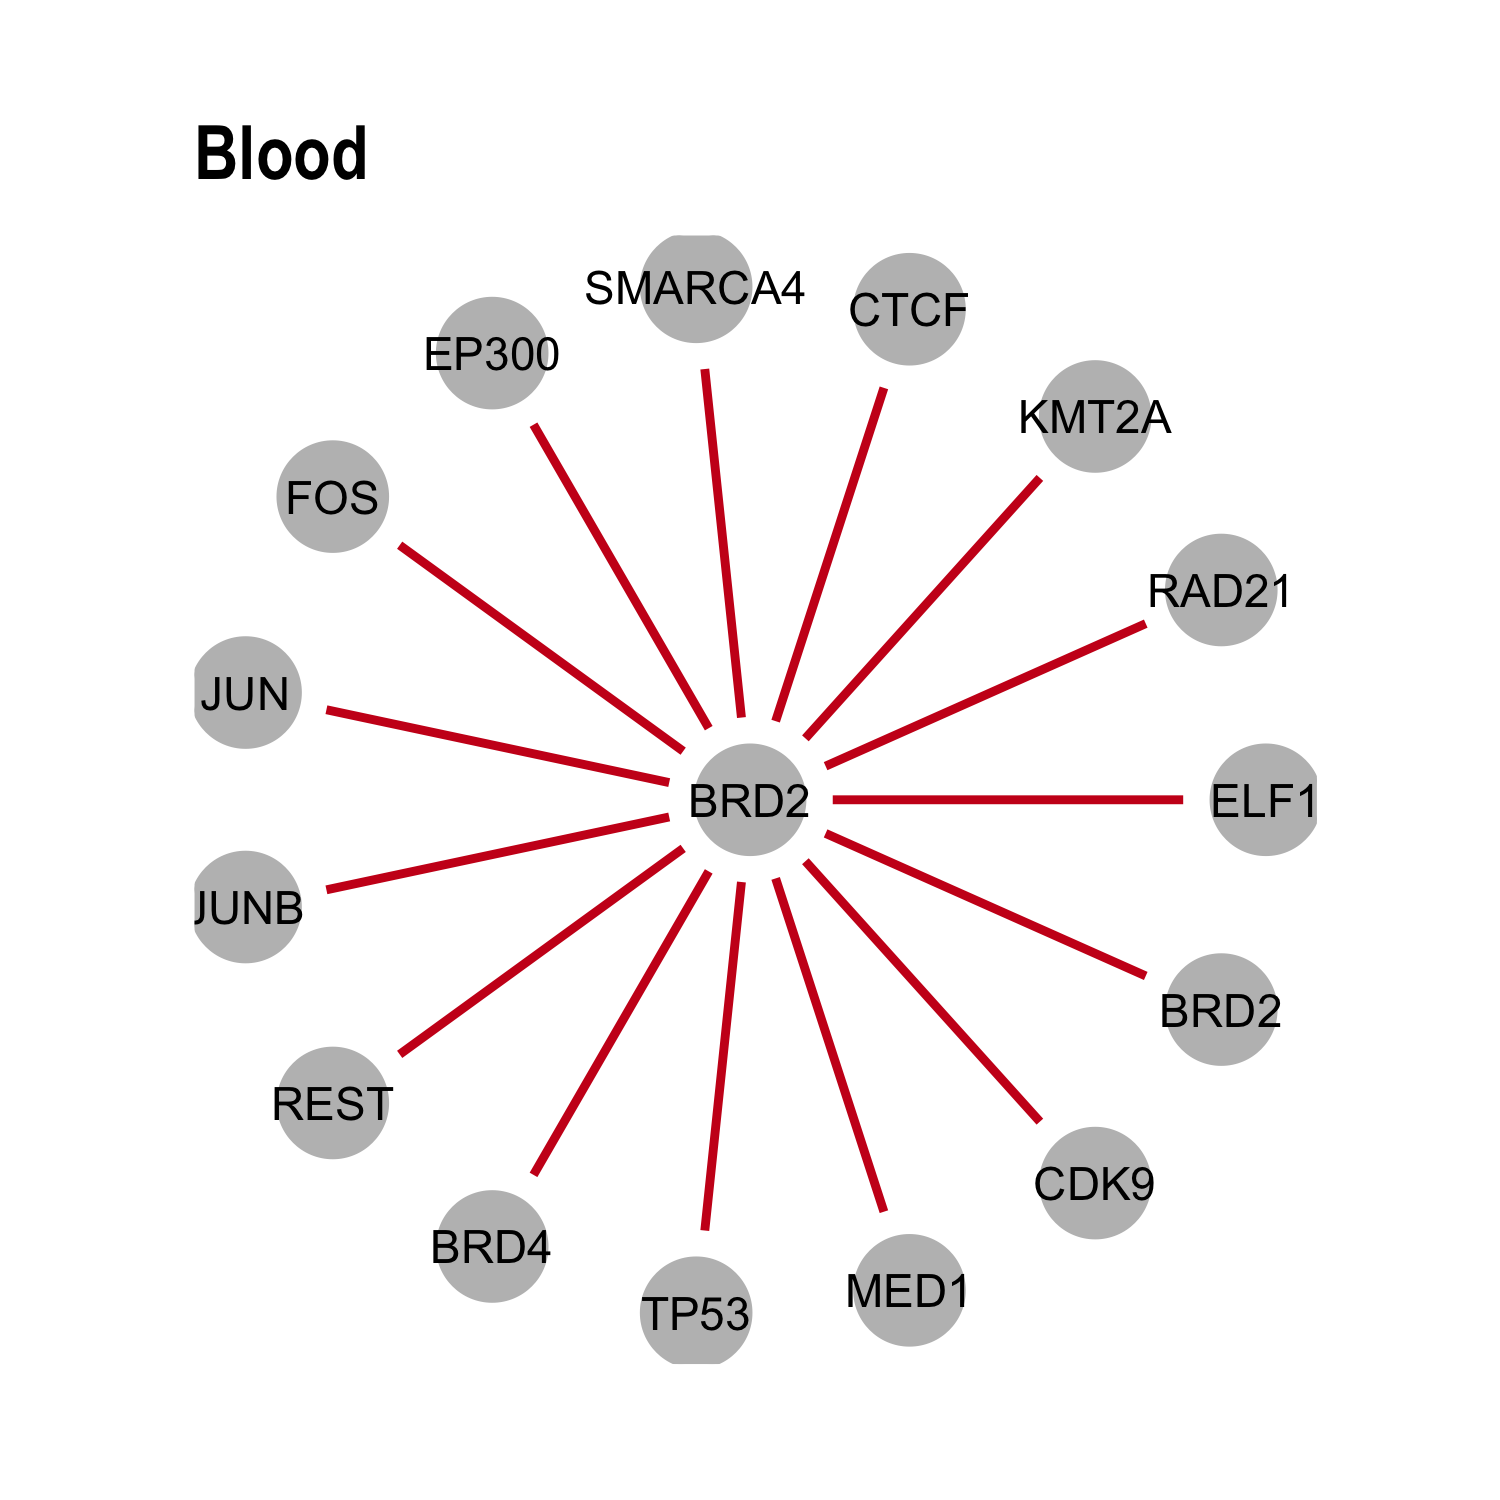 Blood
SMARCA4
CTCF
EP300
KMT2A
FOS
RAD21
JUN
BRD2
ELF1
JUNB
BRD2
REST
CDK9
BRD4
MED1
TP53